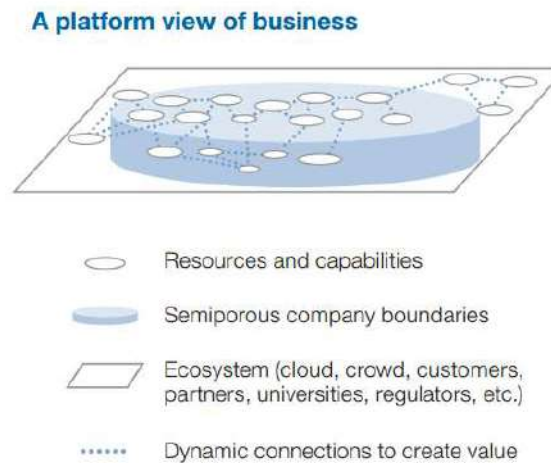 A platform view of business
Resources and capabilities
Semiporous company boundaries
Ecosystem (cloud, crowd, customers,
partners, universities, regulators, etc.)
Dynamic connections to create value